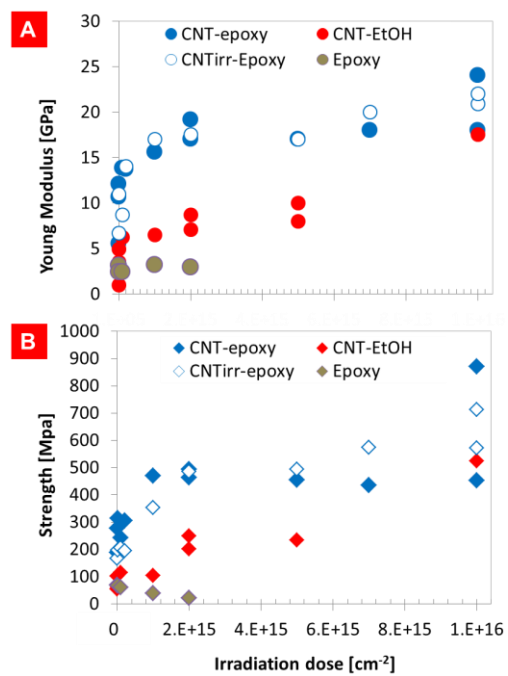 A
CNT-epoxy CNT-EtOH
CNTirr-Epoxy Epoxy
30
25
20
15
10
5
0
Young Modulus [GPa]
B
CNT-epoxy CNT-EtOH
CNTirr-epoxy Epoxy
1000
900
800
700
600
500
400
300
200
100
0
Strength [Mpa]
0 2.E+15 4.E+15 6.E+15 8.E+15 1.E+16
Irradiation dose [cm-2]